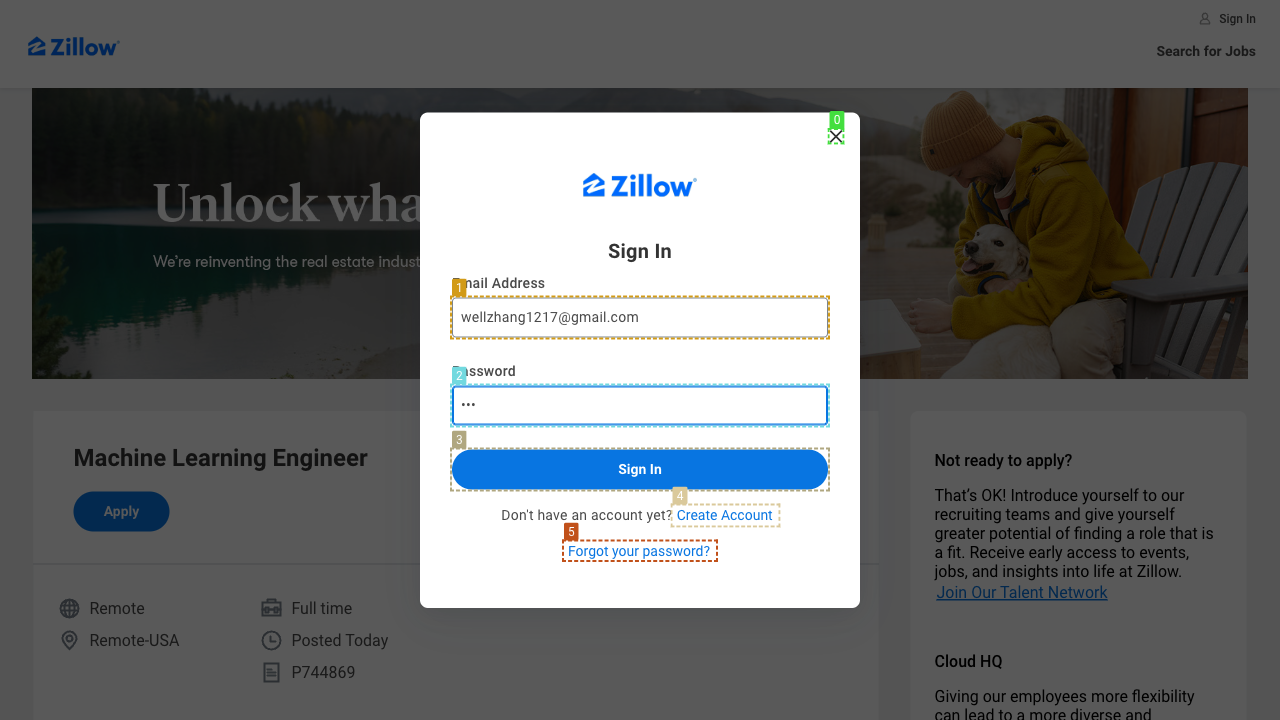 Sign In
Zillow
Search for Jobs
Unlock wha
We're reinventing the real estate indust
0
Zillow
Sign In
1
mail Address
wellzhang1217@gmail.com
2
assword
•••
3
Sign In
4
Don't have an account yet? Create Account
5
Forgot your password?
Machine Learning Engineer
Apply
Remote
Full time
Remote-USA
Posted Today
P744869
Not ready to apply?
That's OK! Introduce yourself to our
recruiting teams and give yourself
greater potential of finding a role that is
a fit. Receive early access to events,
jobs, and insights into life at Zillow.
Join Our Talent Network
Cloud HQ
Giving our employees more flexibility
can lead to a more diverse and